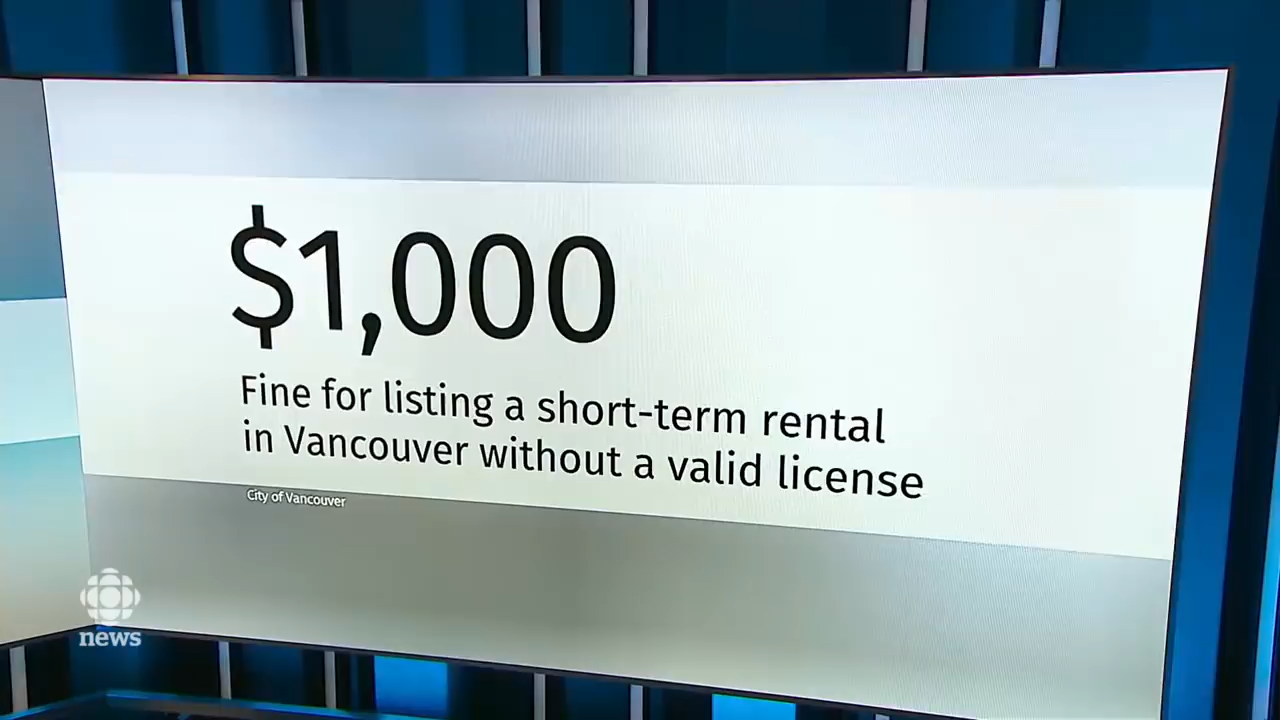 $1,000
Fine for listing a short-term rental
in Vancouver without a valid license
City of Vancouver
news